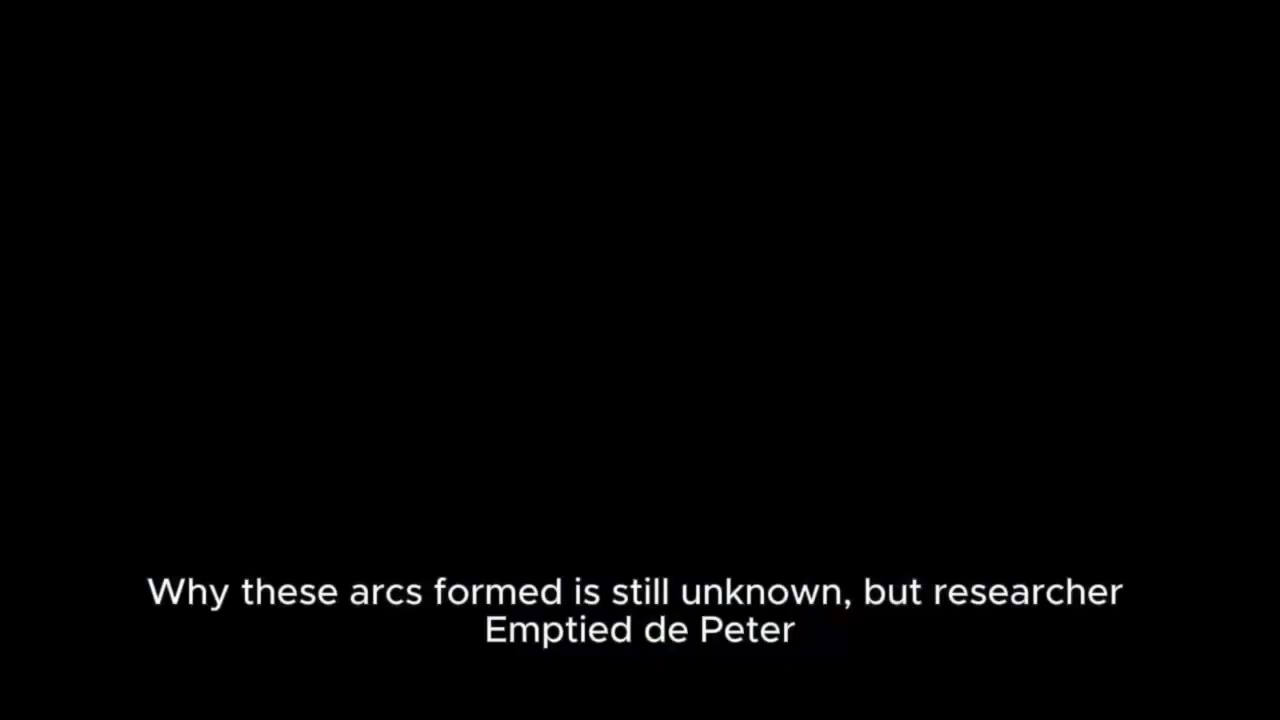 Why these arcs formed is still unknown, but researcher
Emptied de Peter